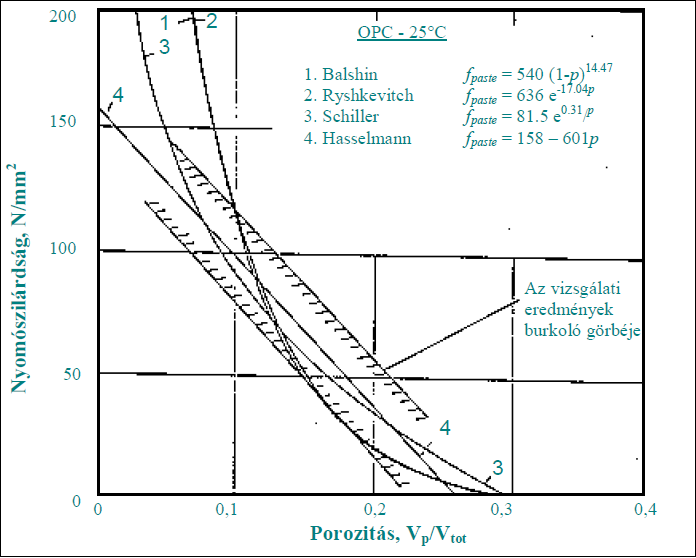 OPC - 25°C
1. Balshin f_paste = 540 (1-p)^14.47
2. Ryshkevitch f_paste = 636 e^-17.04p
3. Schiller f_paste = 81.5 e^0.31/p
4. Hasselmann f_paste = 158 – 601p
200
150
100
50
0
Nyomószilárdság, N/mm²
1
2
3
4
Az vizsgálati
eredmények
burkoló görbéje
4
3
0
0,1
0,2
0,3
0,4
Porozitás, Vp/Vtot